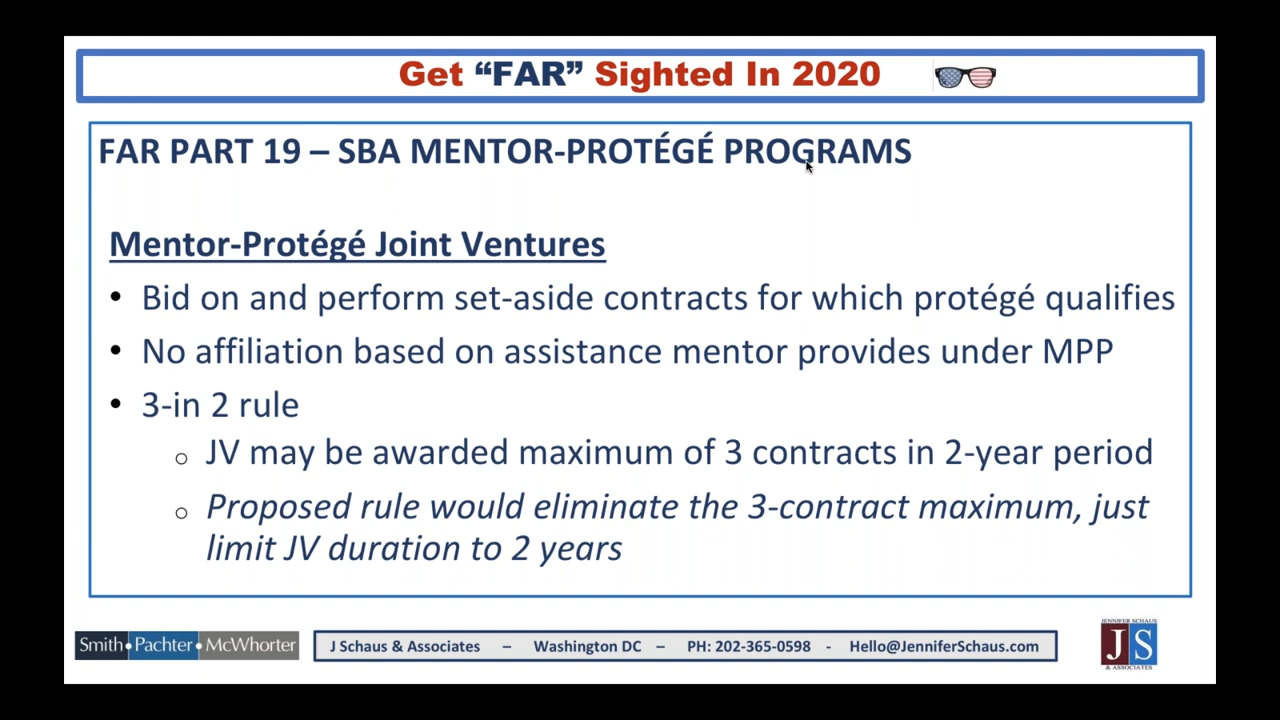 Get “FAR” Sighted In 2020
FAR PART 19 – SBA MENTOR-PROTÉGÉ PROGRAMS
Mentor-Protégé Joint Ventures
• Bid on and perform set-aside contracts for which protégé qualifies
• No affiliation based on assistance mentor provides under MPP
• 3-in 2 rule
o JV may be awarded maximum of 3 contracts in 2-year period
o Proposed rule would eliminate the 3-contract maximum, just
limit JV duration to 2 years
Smith•Pachter•McWhorter
J Schaus & Associates – Washington DC – PH: 202-365-0598 - Hello@JenniferSchaus.com
JENNIFER SCHAUS
JS
& ASSOCIATES